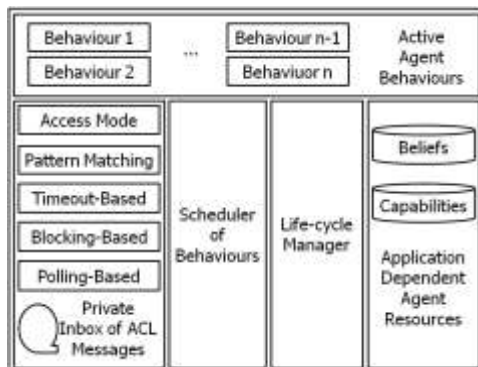 Behaviour 1
Behaviour 2
...
Behaviour n-1
Behaviuor n
Active
Agent
Behaviours
Access Mode
Pattern Matching
Timeout-Based
Blocking-Based
Polling-Based
Private
Inbox of ACL
Messages
Scheduler
of
Behaviours
Life-cycle
Manager
Beliefs
Capabilities
Application
Dependent
Agent
Resources